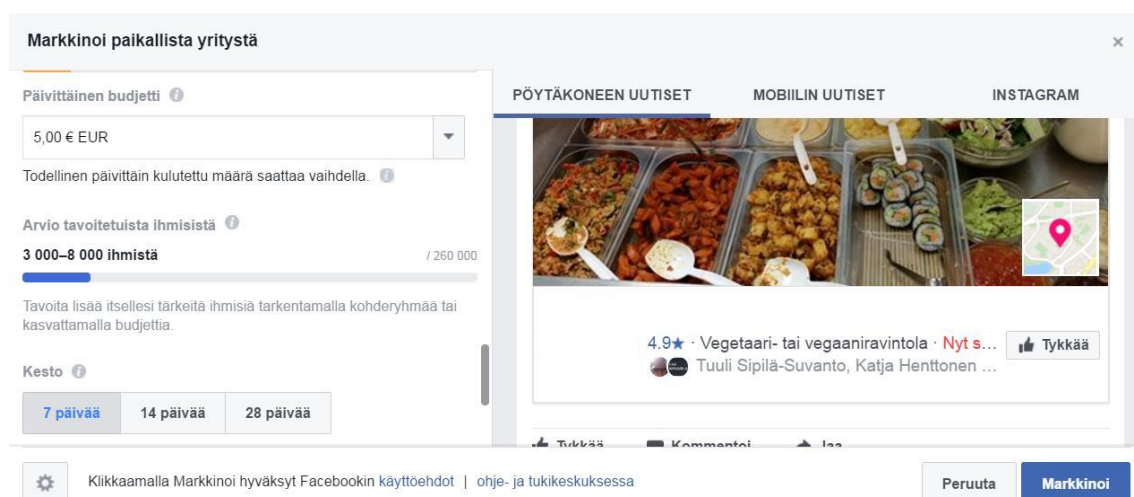 Markkinoi paikallista yritystä
×
Päivittäinen budjetti
5,00 € EUR
Todellinen päivittäin kulutettu määrä saattaa vaihdella.
Arvio tavoitetuista ihmisistä
3 000–8 000 ihmistä / 260 000
Tavoita lisää itsellesi tärkeitä ihmisiä tarkentamalla kohderyhmää tai
kasvattamalla budjettia.
Kesto
7 päivää 14 päivää 28 päivää
PÖYTÄKONEEN UUTISET MOBIILIN UUTISET INSTAGRAM
4.9★ · Vegetaari- tai vegaaniravintola · Nyt s...
Tykkää
Tuuli Sipilä-Suvanto, Katja Henttonen ...
Tykkää Kommentoi Jaa
Klikkaamalla Markkinoi hyväksyt Facebookin käyttöehdot | ohje- ja tukikeskuksessa
Peruuta Markkinoi